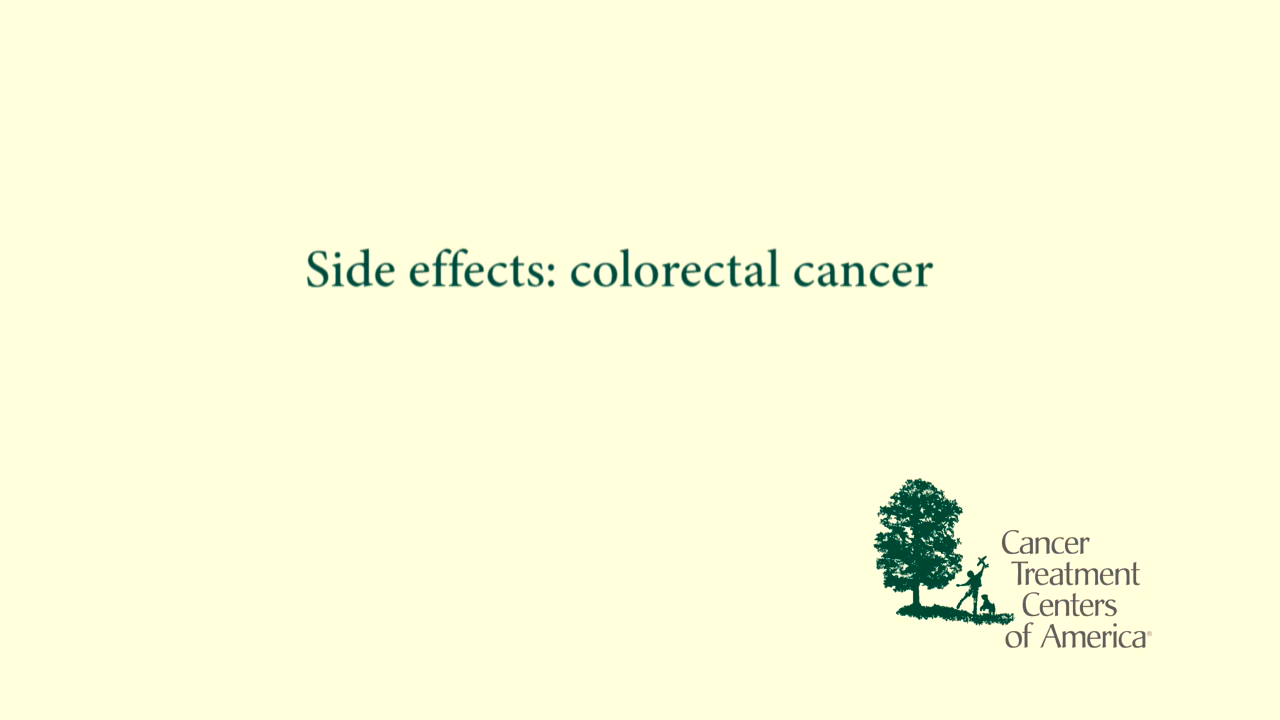 Side effects: colorectal cancer
Cancer
Treatment
Centers
of America®